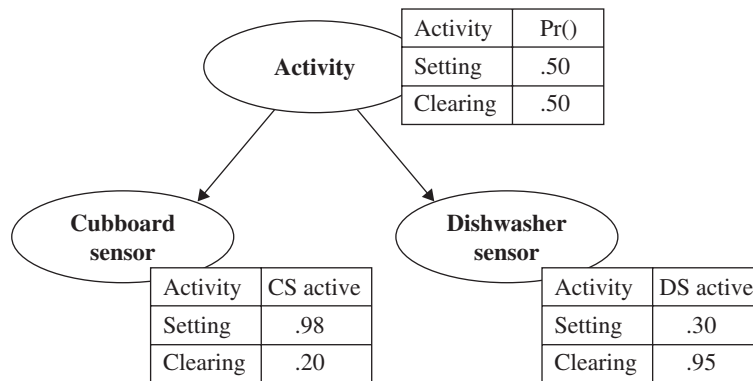 Activity
Activity Pr()
Setting .50
Clearing .50
Cubboard
sensor
Activity CS active
Setting .98
Clearing .20
Dishwasher
sensor
Activity DS active
Setting .30
Clearing .95